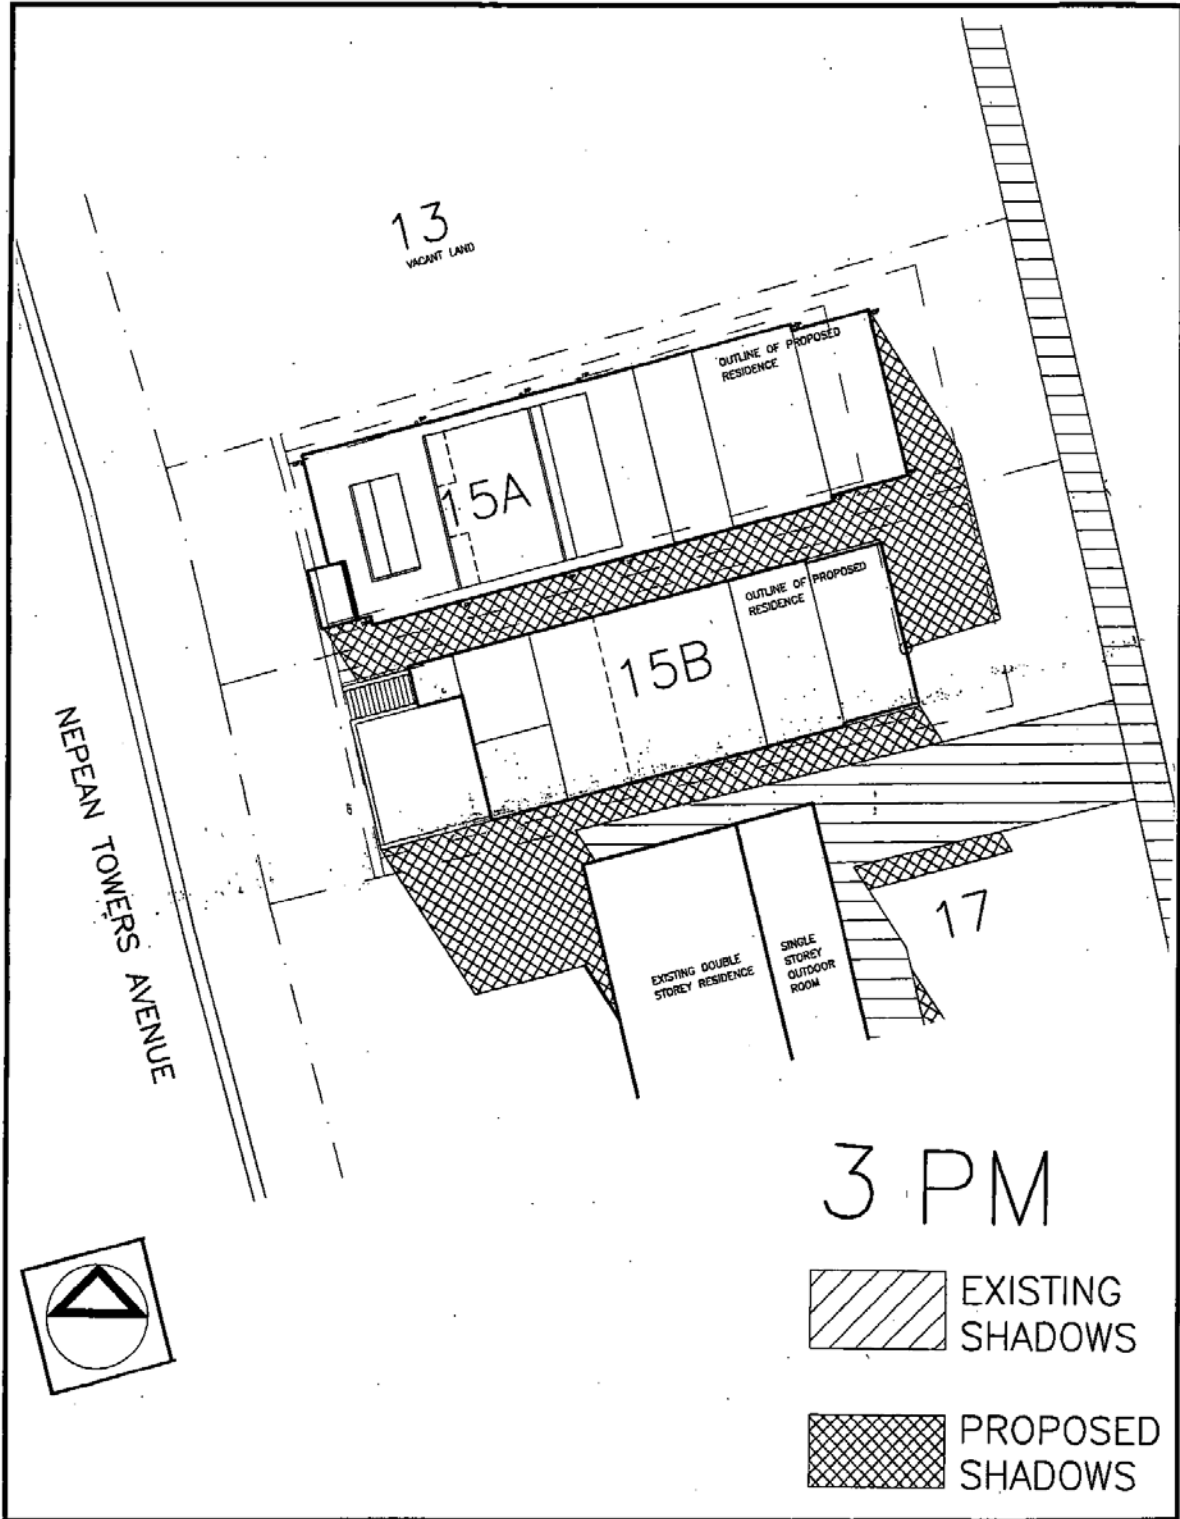 13
VACANT LAND
OUTLINE OF PROPOSED
RESIDENCE
15A
OUTLINE OF PROPOSED
RESIDENCE
15B
NEPEAN TOWERS AVENUE
17
EXISTING DOUBLE
STOREY RESIDENCE
SINGLE
STOREY
OUTDOOR
ROOM
3 PM
EXISTING
SHADOWS
PROPOSED
SHADOWS